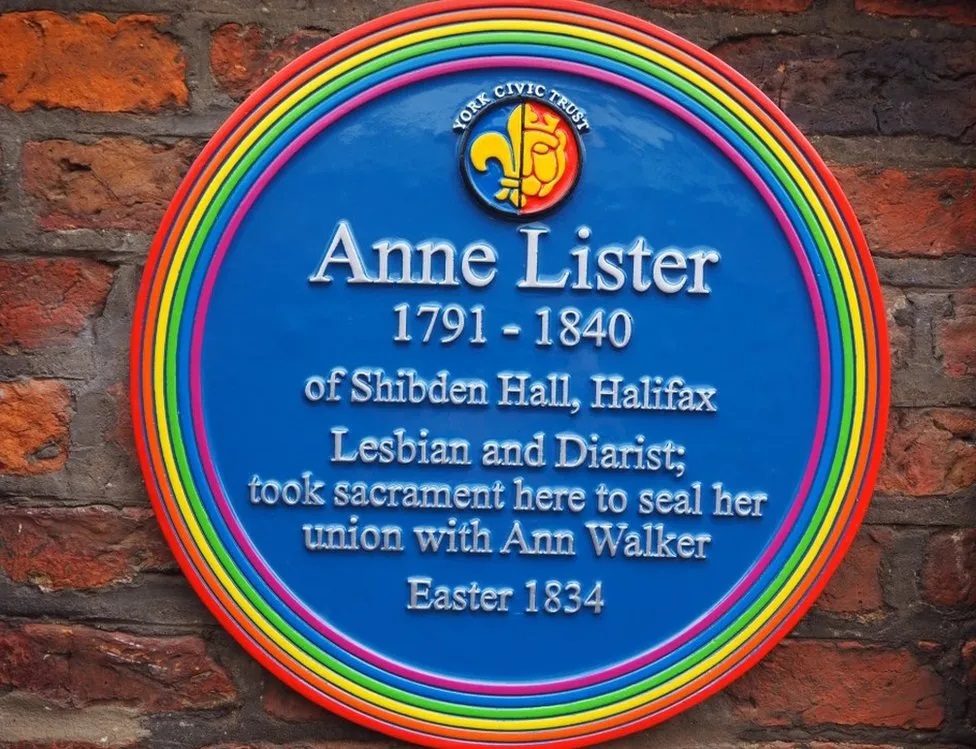 YORK CIVIC TRUST
Anne Lister
1791 - 1840
of Shibden Hall, Halifax
Lesbian and Diarist;
took sacrament here to seal her
union with Ann Walker
Easter 1834